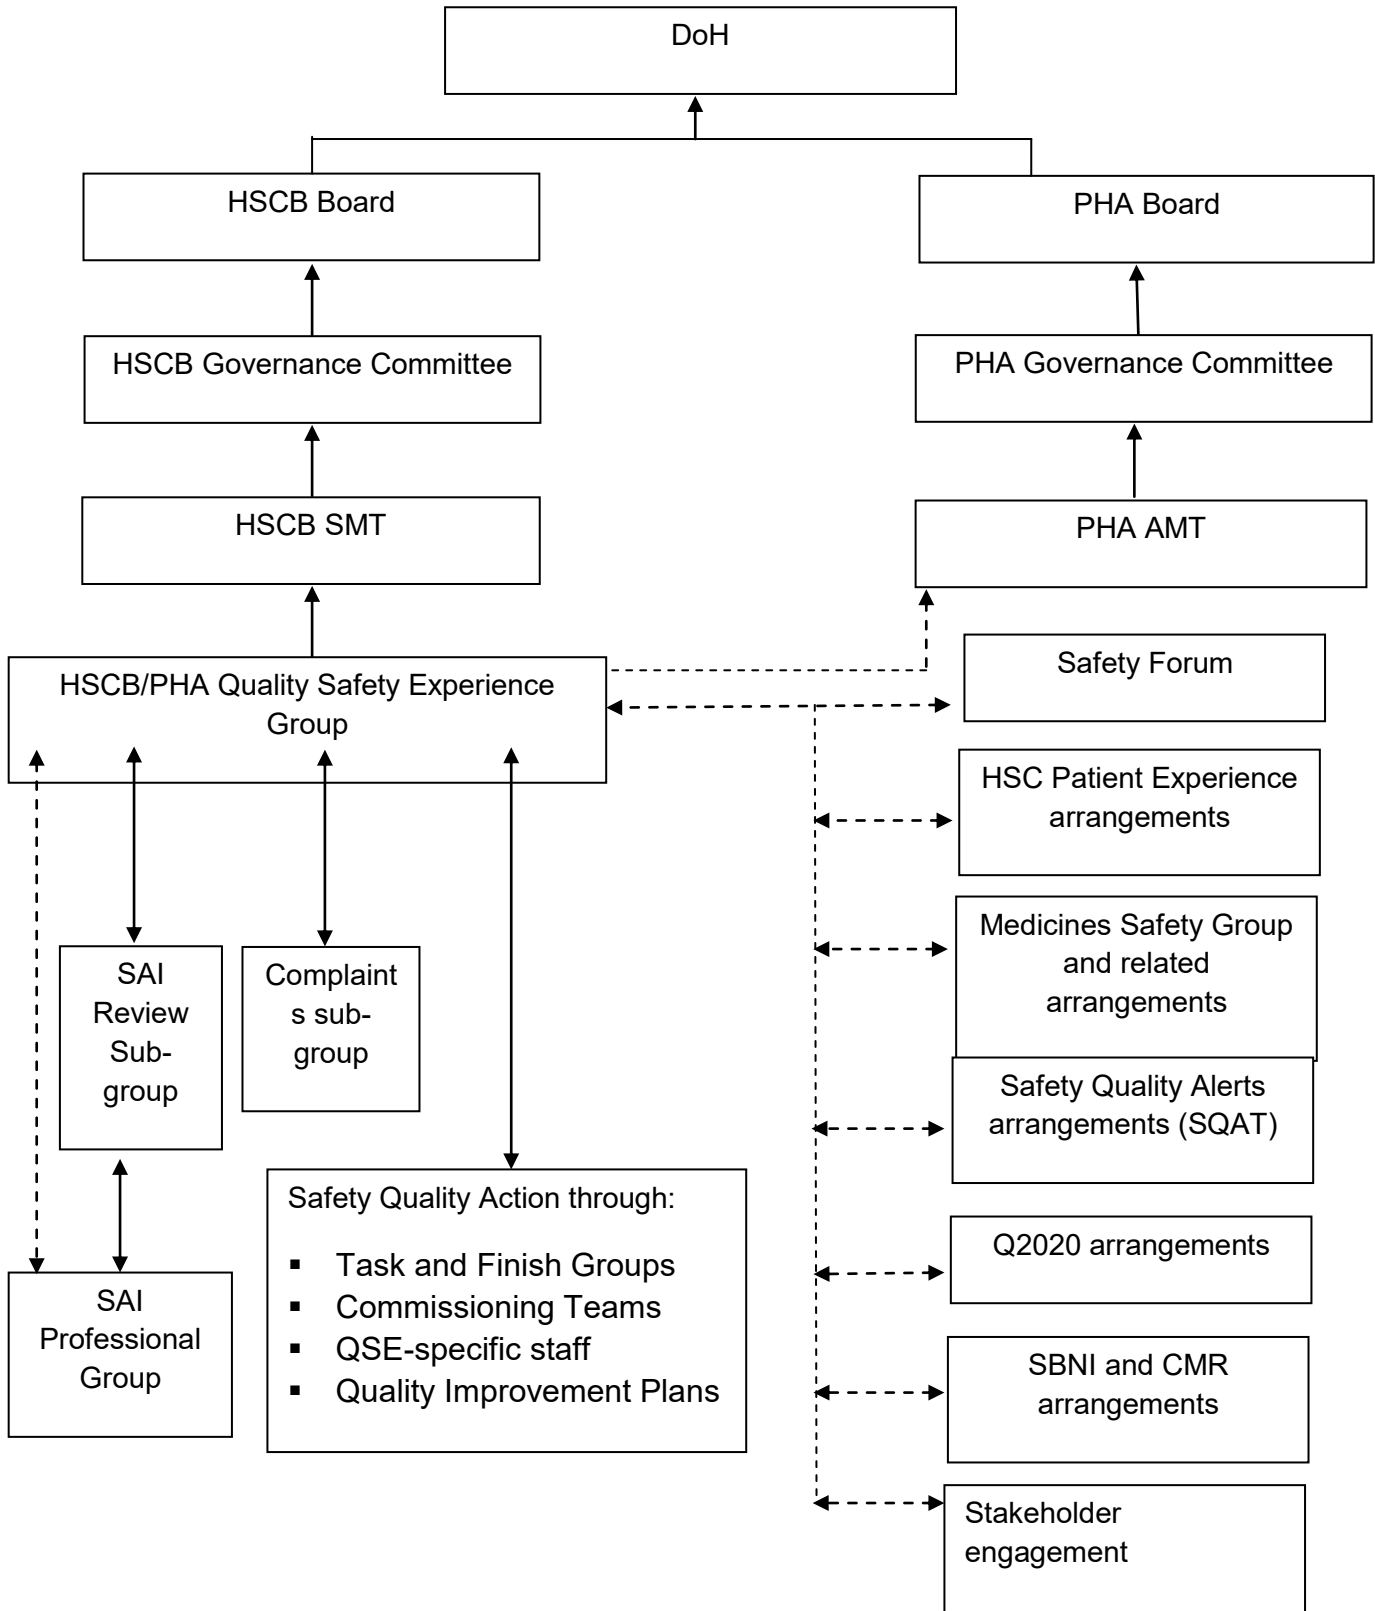 DoH
HSCB Board
PHA Board
HSCB Governance Committee
PHA Governance Committee
HSCB SMT
PHA AMT
HSCB/PHA Quality Safety Experience
Group
Safety Forum
HSC Patient Experience
arrangements
Medicines Safety Group
and related
arrangements
SAI
Review
Sub-
group
Complaint
s sub-
group
Safety Quality Alerts
arrangements (SQAT)
Safety Quality Action through:
▪ Task and Finish Groups
▪ Commissioning Teams
▪ QSE-specific staff
▪ Quality Improvement Plans
Q2020 arrangements
SAI
Professional
Group
SBNI and CMR
arrangements
Stakeholder
engagement